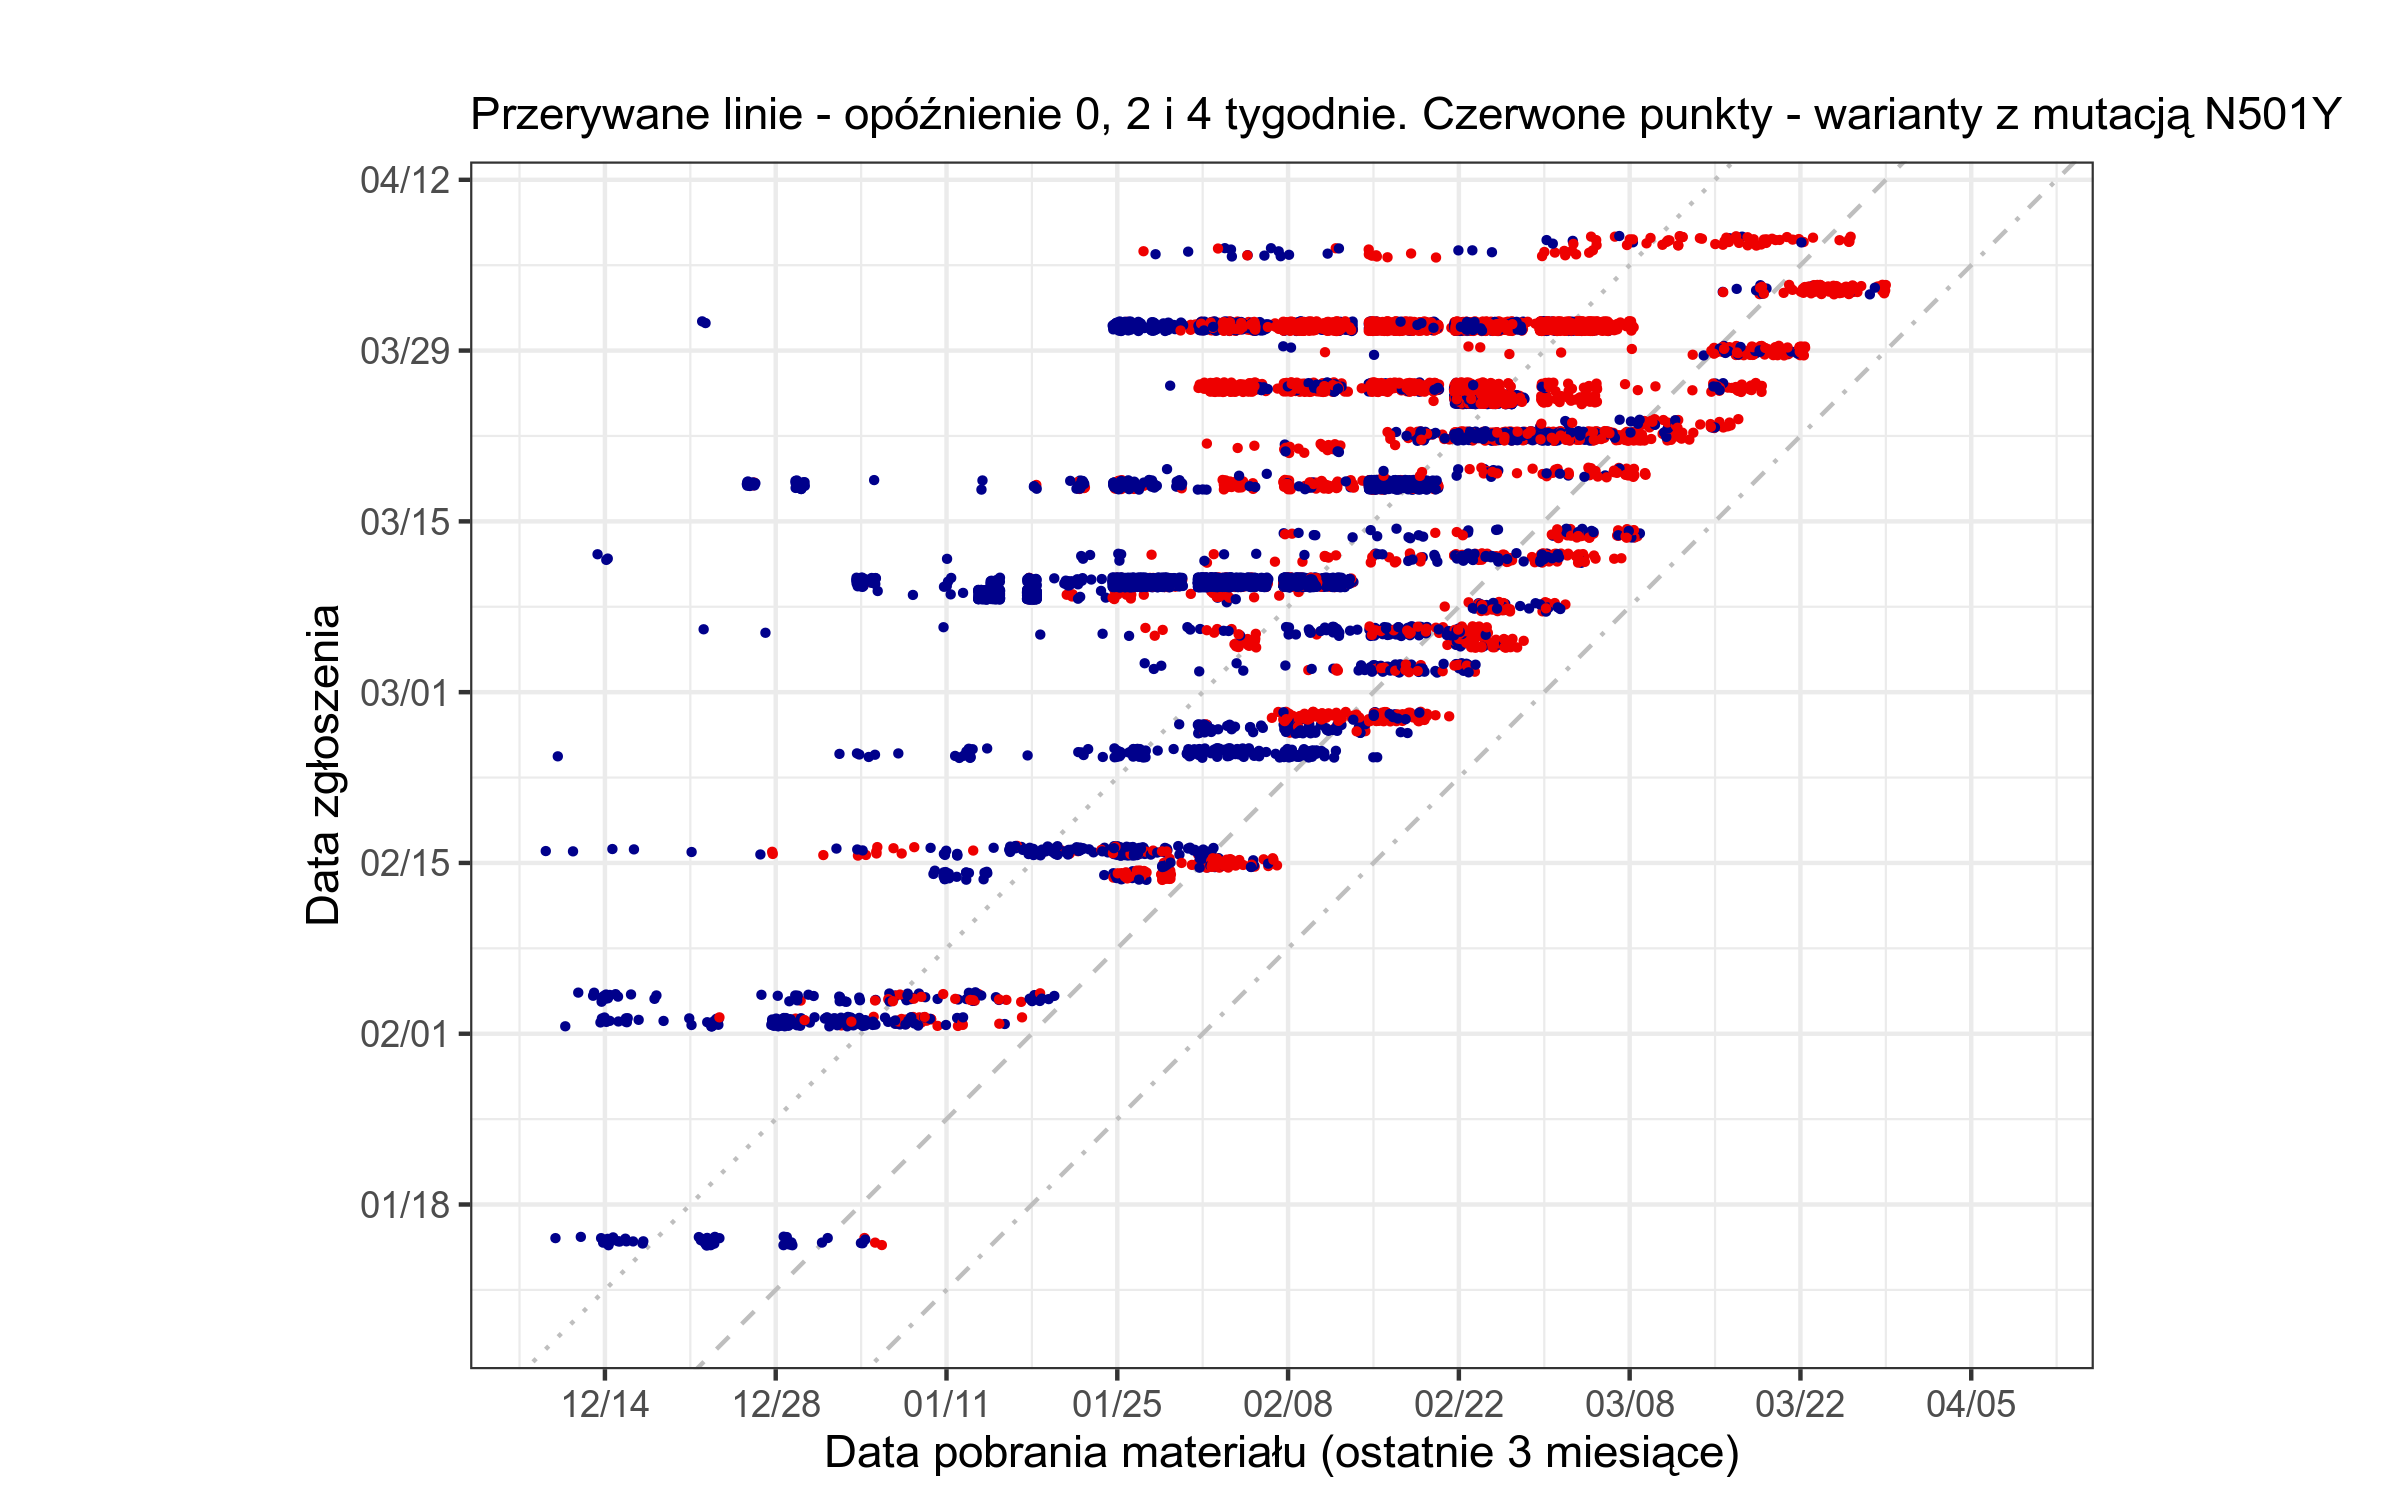 Przerywane linie - opóźnienie 0, 2 i 4 tygodnie. Czerwone punkty - warianty z mutacją N501Y
04/12
03/29
03/15
03/01
02/15
02/01
01/18
Data zgłoszenia
12/14 12/28 01/11 01/25 02/08 02/22 03/08 03/22 04/05
Data pobrania materiału (ostatnie 3 miesiące)